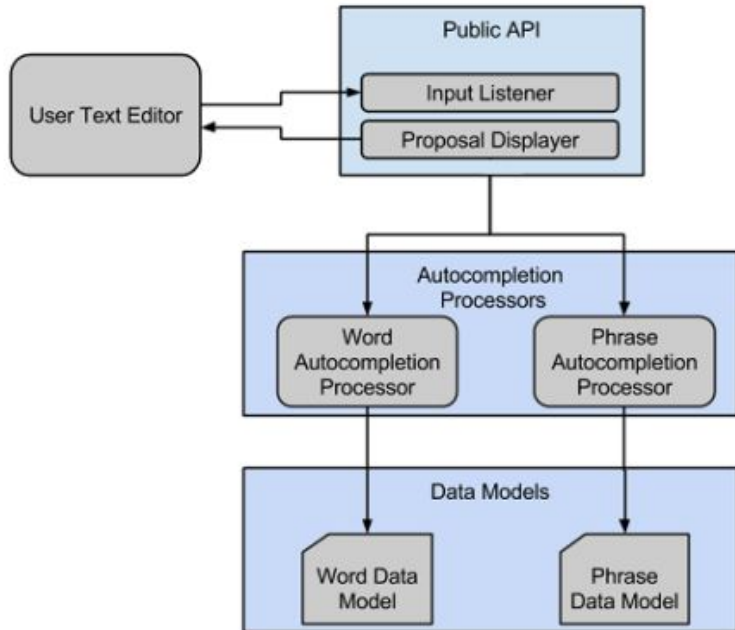 Public API
User Text Editor
Input Listener
Proposal Displayer
Autocompletion
Processors
Word
Autocompletion
Processor
Phrase
Autocompletion
Processor
Data Models
Word Data
Model
Phrase
Data Model